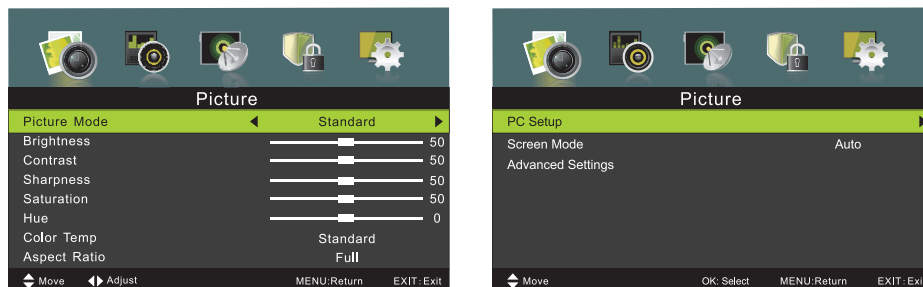 Picture
Picture Mode Standard
Brightness 50
Contrast 50
Sharpness 50
Saturation 50
Hue 0
Color Temp Standard
Aspect Ratio Full
Move Adjust MENU:Return EXIT:Exit
Picture
PC Setup
Screen Mode Auto
Advanced Settings
Move OK: Select MENU:Return EXIT:Exi